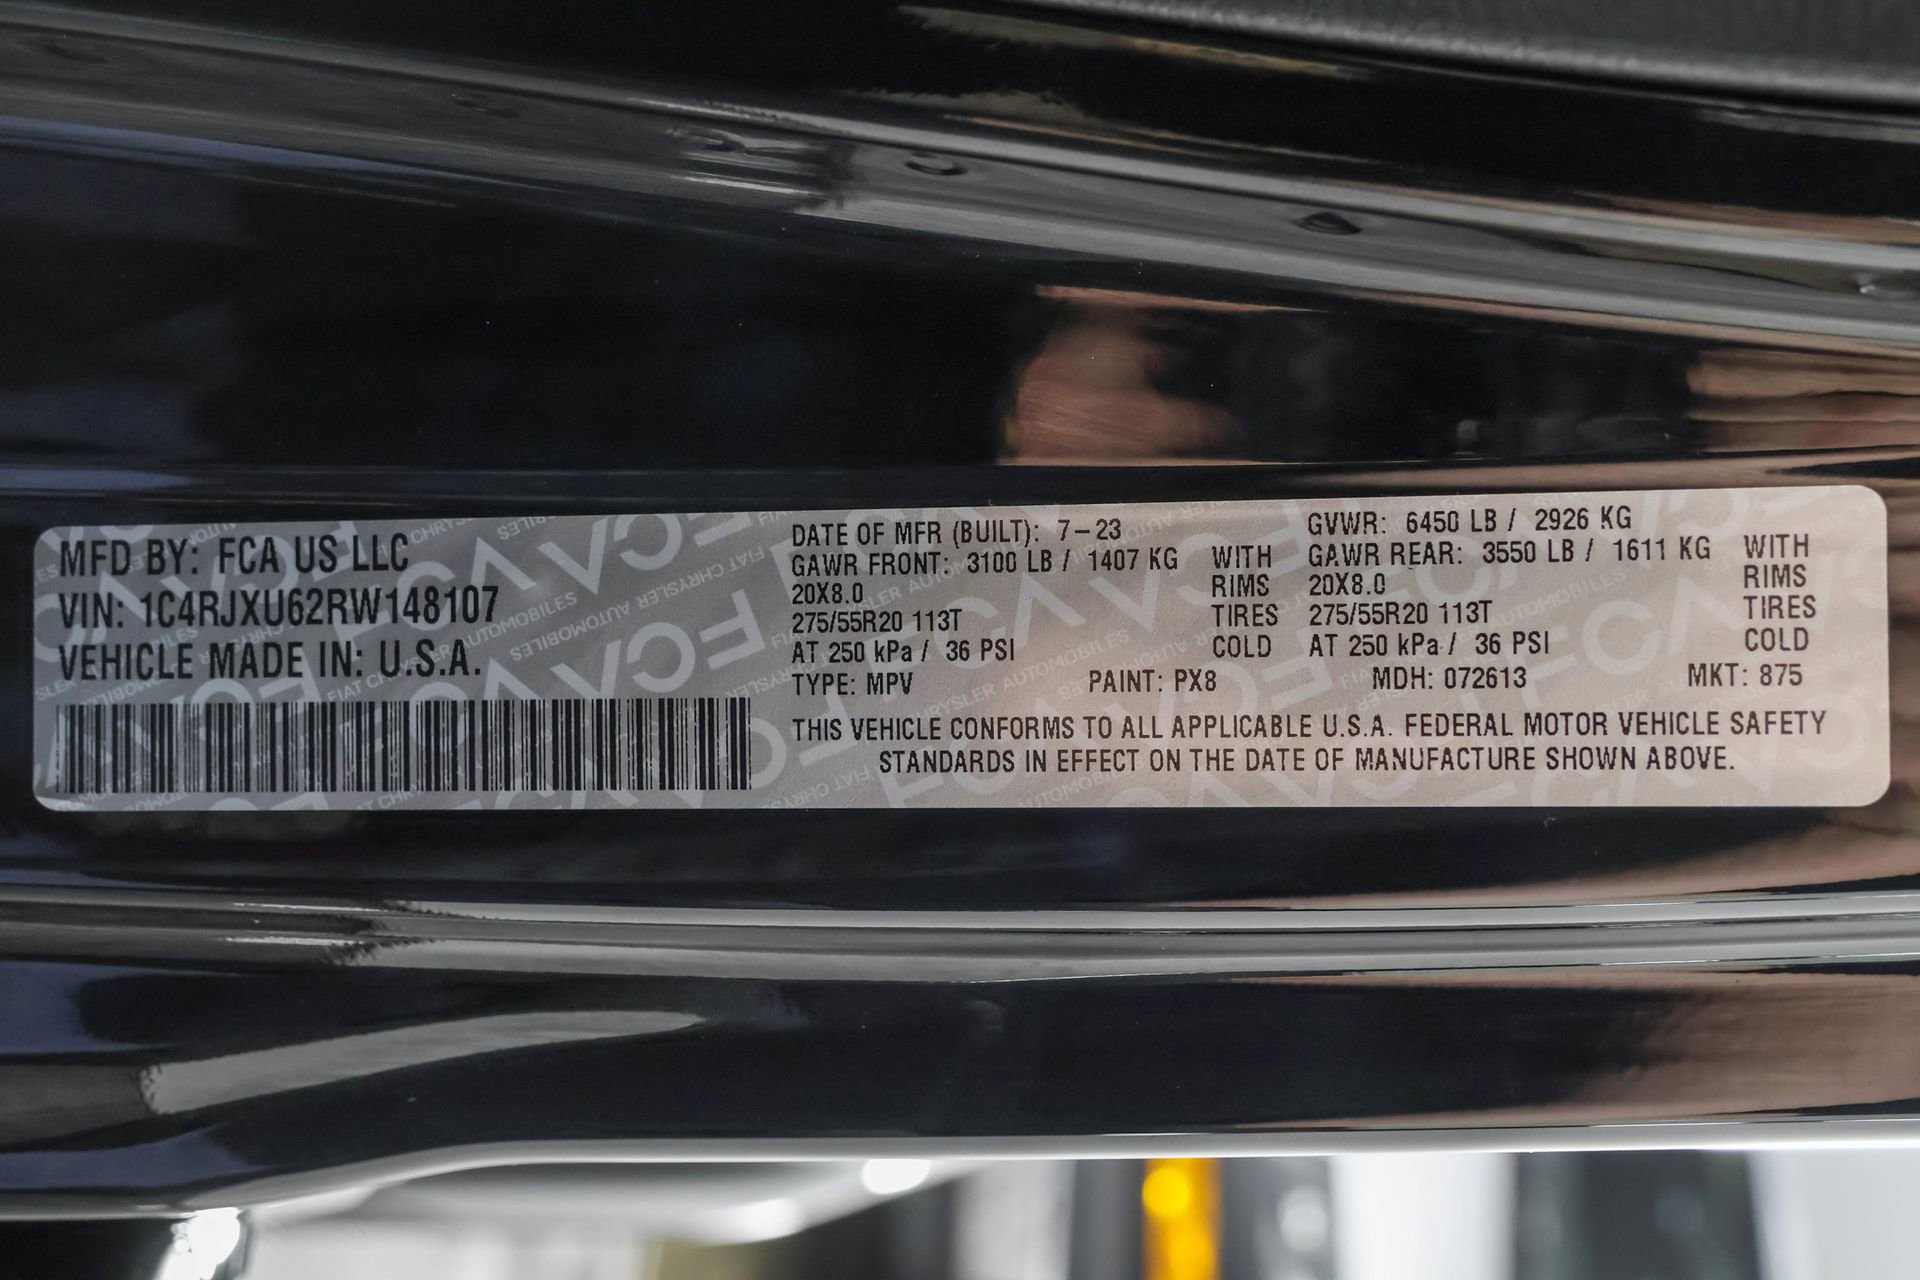 MFD BY: FCA US LLC
VIN: 1C4RJXU62RW148107
VEHICLE MADE IN: U.S.A.
DATE OF MFR (BUILT): 7-23
GVWR: 6450 LB / 2926 KG
GAWR FRONT: 3100 LB / 1407 KG WITH
20X8.0 RIMS
275/55R20 113T TIRES
AT 250 kPa / 36 PSI COLD
GAWR REAR: 3550 LB / 1611 KG WITH
20X8.0 RIMS
275/55R20 113T TIRES
AT 250 kPa / 36 PSI COLD
TYPE: MPV PAINT: PX8 MDH: 072613 MKT: 875
THIS VEHICLE CONFORMS TO ALL APPLICABLE U.S.A. FEDERAL MOTOR VEHICLE SAFETY
STANDARDS IN EFFECT ON THE DATE OF MANUFACTURE SHOWN ABOVE.